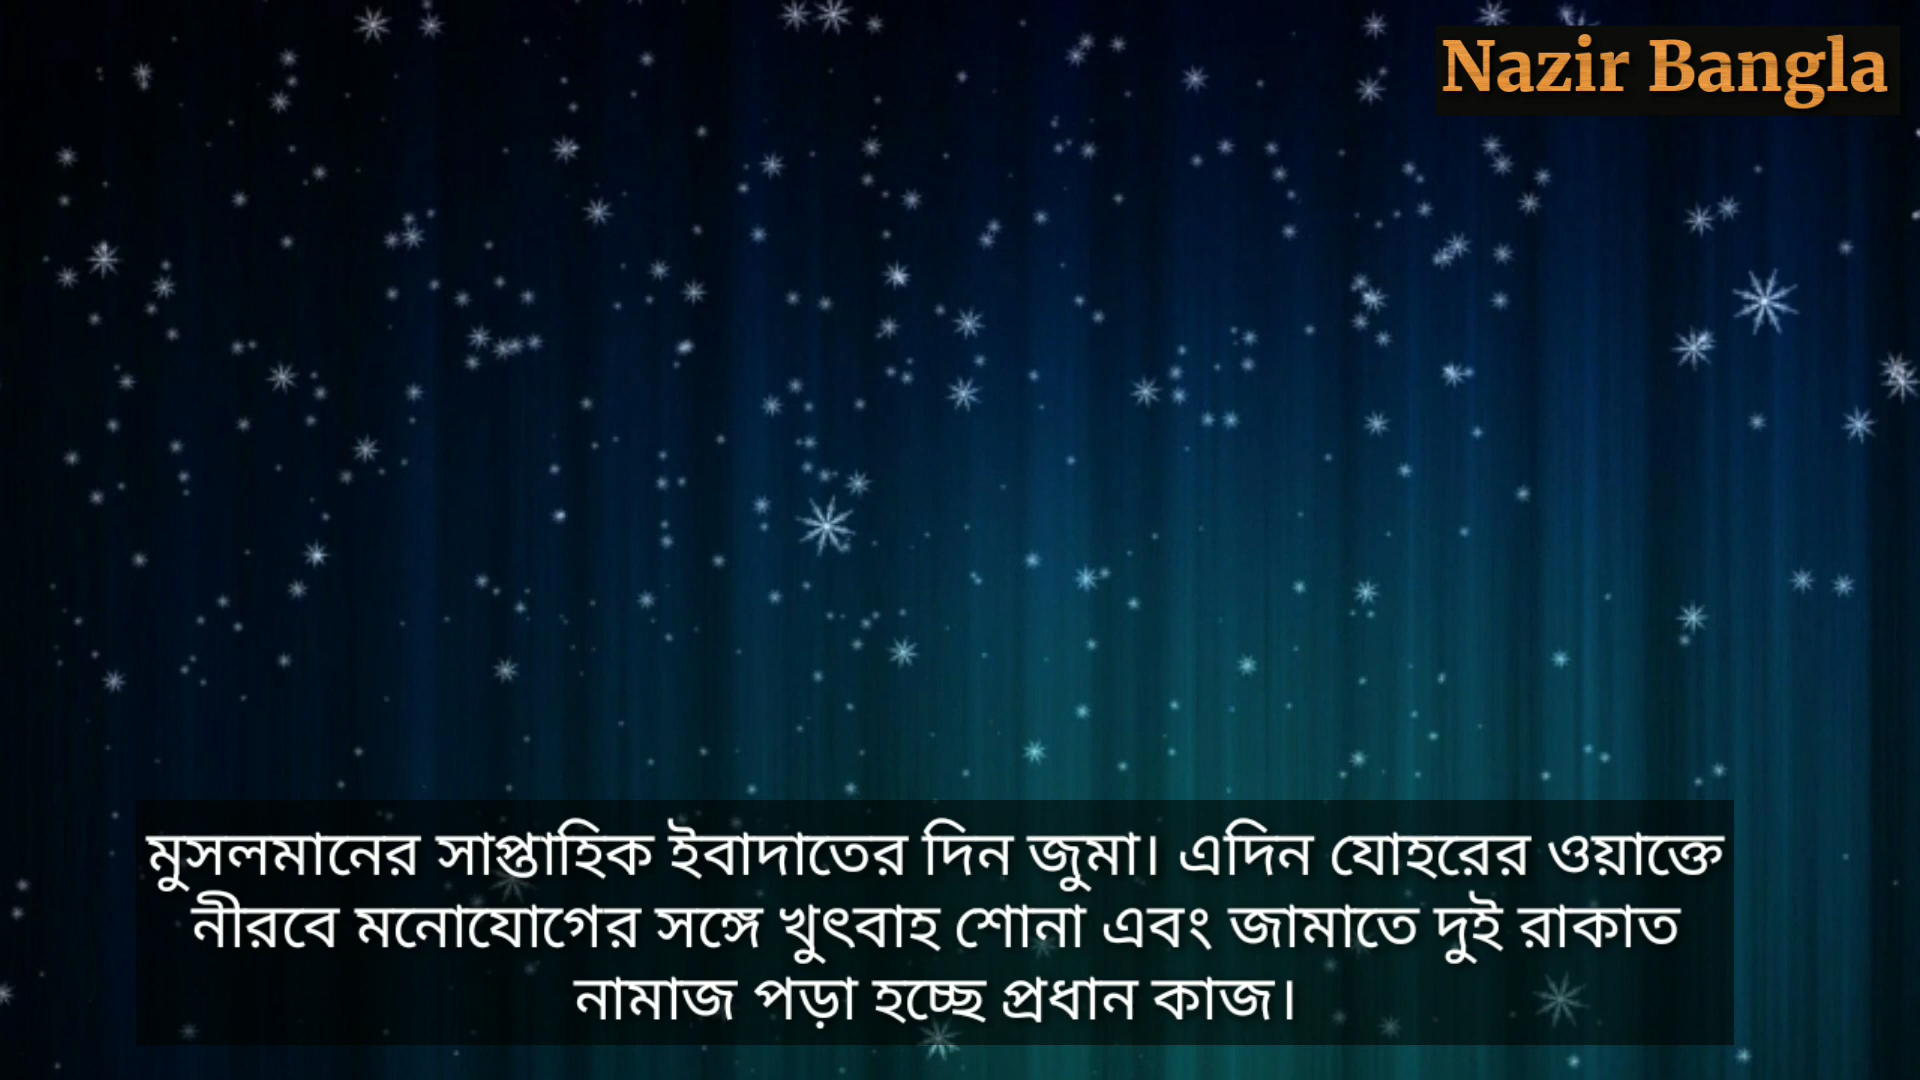 Nazir Bangla
মুসলমানের সাপ্তাহিক ইবাদাতের দিন জুমা। এদিন যোহরের ওয়াক্তে
নীরবে মনোযোগের সঙ্গে খুৎবাহ শোনা এবং জামাতে দুই রাকাত
নামাজ পড়া হচ্ছে প্রধান কাজ।